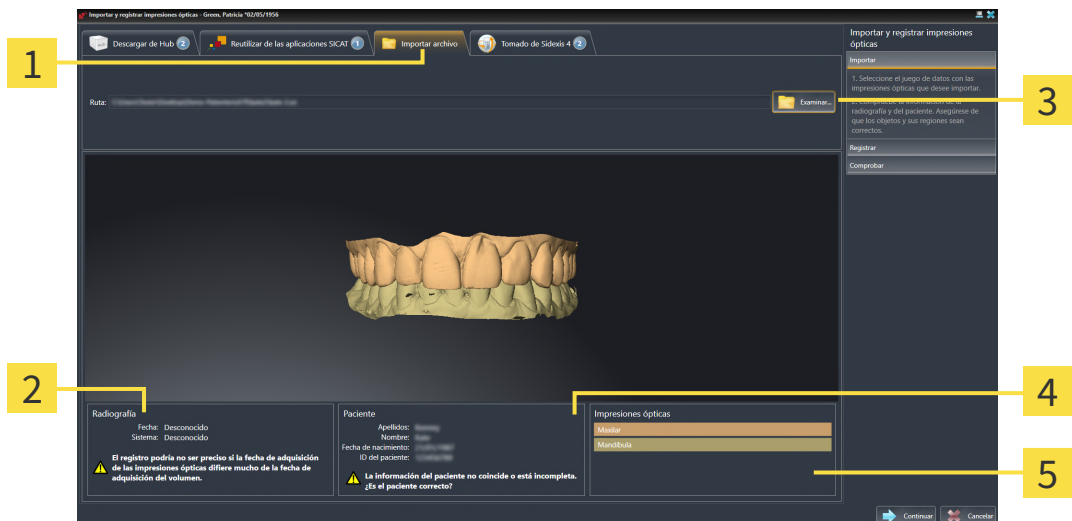 Importar y registrar impresiones ópticas - Green, Patricia *02/05/1956
Descargar de Hub 2
Reutilizar de las aplicaciones SICAT 1
Importar archivo
Tomado de Sidexis 4 2
1
Ruta:
Examinar...
3
Importar y registrar impresiones
ópticas
Importar
1. Seleccione el juego de datos con las
impresiones ópticas que desee importar.
2. Compruebe la información de la
radiografía y del paciente. Asegúrese de
que los objetos y sus regiones sean
correctos.
Registrar
Comprobar
2
Radiografía
Fecha: Desconocido
Sistema: Desconocido
El registro podría no ser preciso si la fecha de adquisición
de las impresiones ópticas difiere mucho de la fecha de
adquisición del volumen.
Paciente
Apellidos:
Nombre:
Fecha de nacimiento:
ID del paciente:
La información del paciente no coincide o está incompleta.
¿Es el paciente correcto?
4
Impresiones ópticas
Maxilar
Mandíbula
5
Continuar
Cancelar